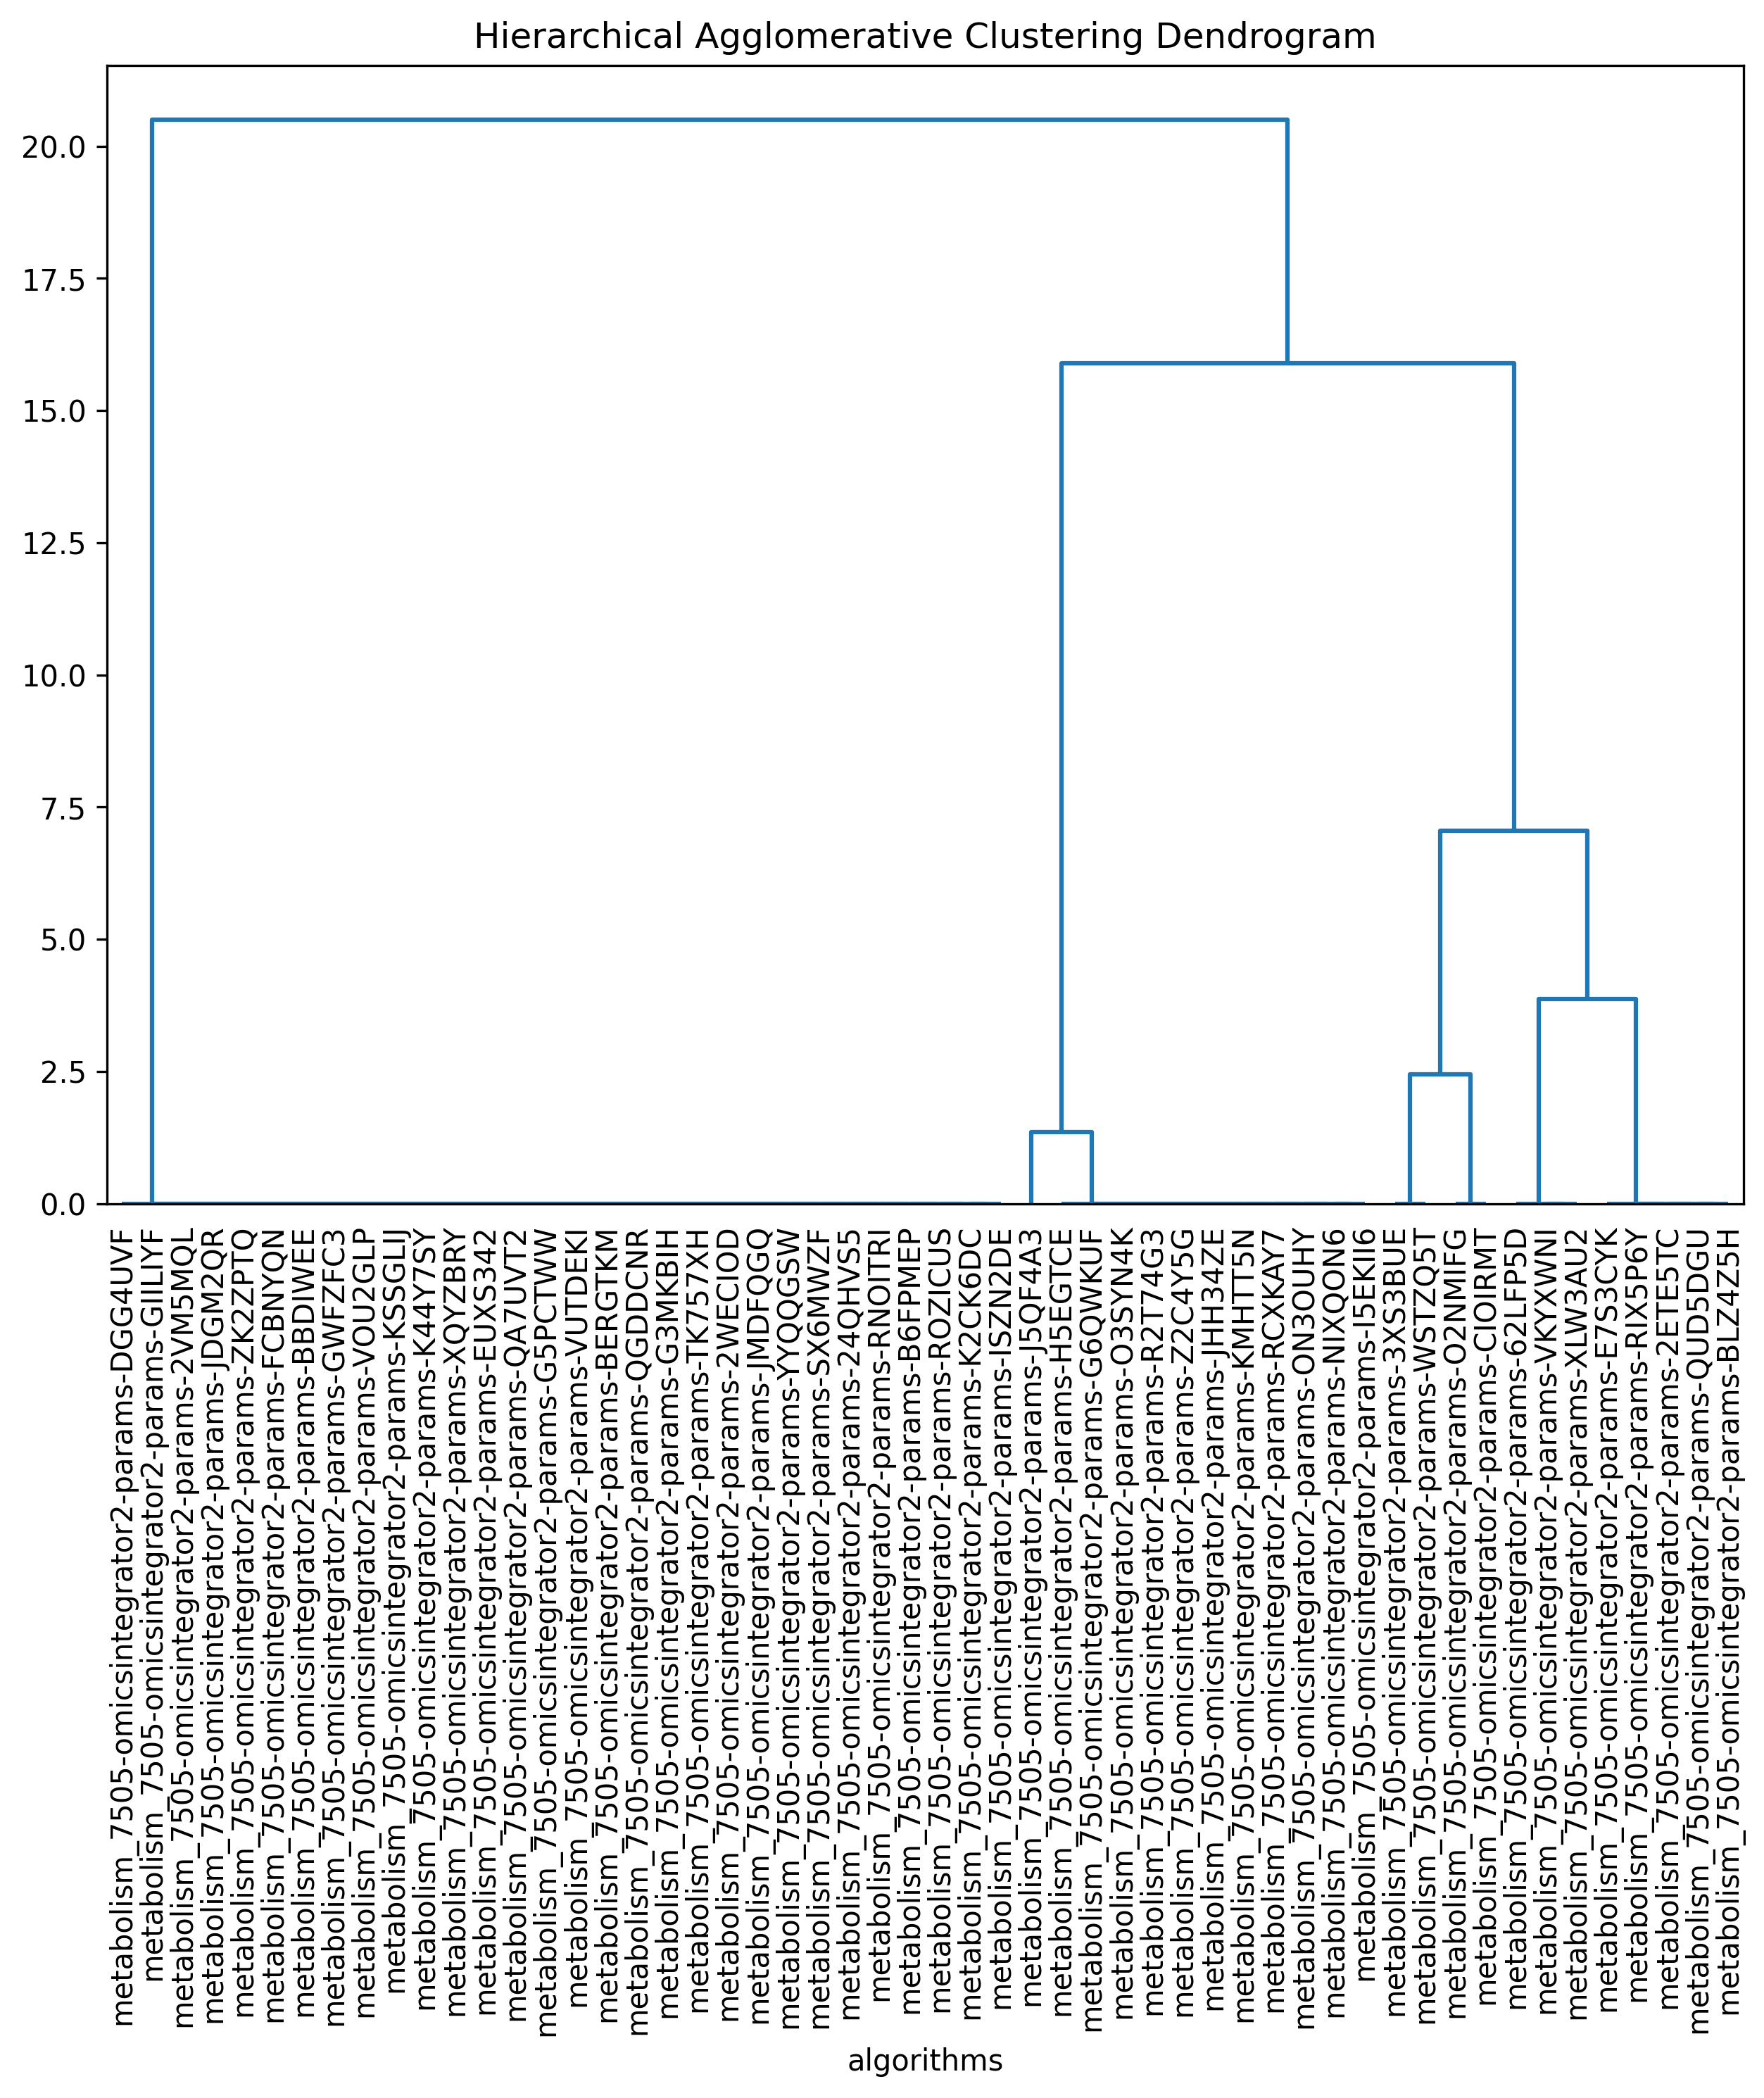 Hierarchical Agglomerative Clustering Dendrogram
20.0
17.5
15.0
12.5
10.0
7.5
5.0
2.5
0.0
metabolism_7505-omicsintegrator2-params-DGG4UVF
metabolism_7505-omicsintegrator2-params-GIILIYF
metabolism_7505-omicsintegrator2-params-2VM5MQL
metabolism_7505-omicsintegrator2-params-JDGM2QR
metabolism_7505-omicsintegrator2-params-ZK2ZPTQ
metabolism_7505-omicsintegrator2-params-FCBNYQN
metabolism_7505-omicsintegrator2-params-BBDIWEE
metabolism_7505-omicsintegrator2-params-GWFZFC3
metabolism_7505-omicsintegrator2-params-VOU2GLP
metabolism_7505-omicsintegrator2-params-KSSGLIJ
metabolism_7505-omicsintegrator2-params-K44Y7SY
metabolism_7505-omicsintegrator2-params-XQYZBRY
metabolism_7505-omicsintegrator2-params-EUXS342
metabolism_7505-omicsintegrator2-params-QA7UVT2
metabolism_7505-omicsintegrator2-params-G5PCTWW
metabolism_7505-omicsintegrator2-params-VUTDEKI
metabolism_7505-omicsintegrator2-params-BERGTKM
metabolism_7505-omicsintegrator2-params-QGDDCNR
metabolism_7505-omicsintegrator2-params-G3MKBIH
metabolism_7505-omicsintegrator2-params-TK757XH
metabolism_7505-omicsintegrator2-params-2WECIOD
metabolism_7505-omicsintegrator2-params-JMDFQGQ
metabolism_7505-omicsintegrator2-params-YYQQGSW
metabolism_7505-omicsintegrator2-params-SX6MWZF
metabolism_7505-omicsintegrator2-params-24QHVS5
metabolism_7505-omicsintegrator2-params-RNOITRI
metabolism_7505-omicsintegrator2-params-B6FPMEP
metabolism_7505-omicsintegrator2-params-ROZICUS
metabolism_7505-omicsintegrator2-params-K2CK6DC
metabolism_7505-omicsintegrator2-params-ISZN2DE
metabolism_7505-omicsintegrator2-params-J5QF4A3
metabolism_7505-omicsintegrator2-params-H5EGTCE
metabolism_7505-omicsintegrator2-params-G6QWKUF
metabolism_7505-omicsintegrator2-params-O3SYN4K
metabolism_7505-omicsintegrator2-params-R2T74G3
metabolism_7505-omicsintegrator2-params-Z2C4Y5G
metabolism_7505-omicsintegrator2-params-JHH34ZE
metabolism_7505-omicsintegrator2-params-KMHTT5N
metabolism_7505-omicsintegrator2-params-RCXKAY7
metabolism_7505-omicsintegrator2-params-ON3OUHY
metabolism_7505-omicsintegrator2-params-NIXQON6
metabolism_7505-omicsintegrator2-params-I5EKII6
metabolism_7505-omicsintegrator2-params-3XS3BUE
metabolism_7505-omicsintegrator2-params-WSTZQ5T
metabolism_7505-omicsintegrator2-params-O2NMIFG
metabolism_7505-omicsintegrator2-params-CIOIRMT
metabolism_7505-omicsintegrator2-params-62LFP5D
metabolism_7505-omicsintegrator2-params-VKYXWNI
metabolism_7505-omicsintegrator2-params-XLW3AU2
metabolism_7505-omicsintegrator2-params-E7S3CYK
metabolism_7505-omicsintegrator2-params-RIX5P6Y
metabolism_7505-omicsintegrator2-params-2ETE5TC
metabolism_7505-omicsintegrator2-params-QUD5DGU
metabolism_7505-omicsintegrator2-params-BLZ4Z5H
algorithms